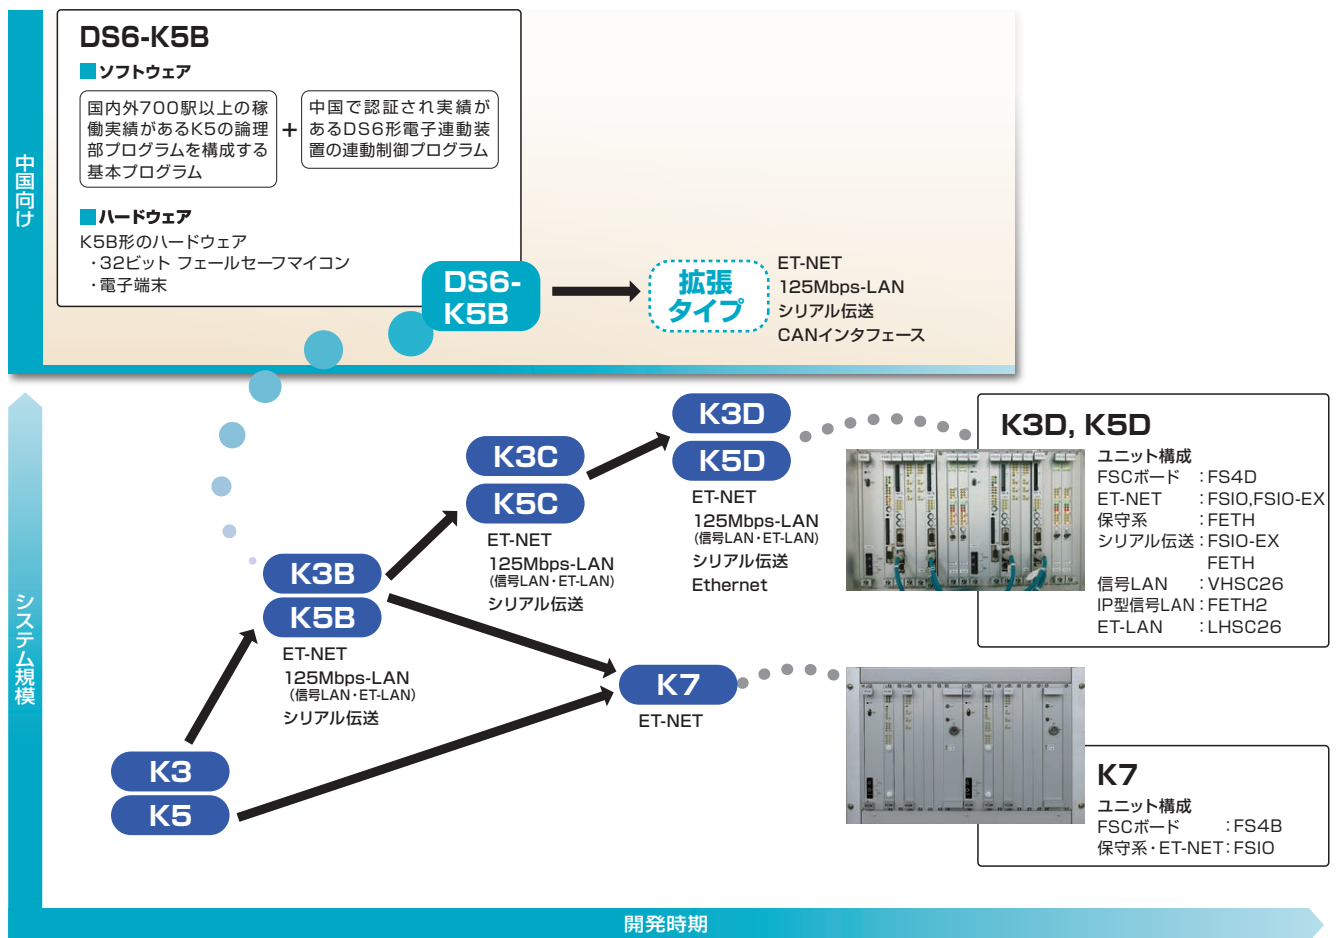 中国向け
DS6-K5B
ソフトウェア
国内外700駅以上の稼
働実績があるK5の論理
部プログラムを構成する
基本プログラム
+
中国で認証され実績が
あるDS6形電子連動装
置の連動制御プログラム
ハードウェア
K5B形のハードウェア
・32ビット フェールセーフマイコン
・電子端末
DS6-
K5B
拡張
タイプ
ET-NET
125Mbps-LAN
シリアル伝送
CANインタフェース
システム規模
K3
K5
K3B
K5B
ET-NET
125Mbps-LAN
(信号LAN・ET-LAN)
シリアル伝送
K3C
K5C
ET-NET
125Mbps-LAN
(信号LAN・ET-LAN)
シリアル伝送
K3D
K5D
ET-NET
125Mbps-LAN
(信号LAN・ET-LAN)
シリアル伝送
Ethernet
K7
ET-NET
K3D, K5D
ユニット構成
FSCボード :FS4D
ET-NET :FSIO,FSIO-EX
保守系 :FETH
シリアル伝送:FSIO-EX
FETH
信号LAN :VHSC26
IP型信号LAN:FETH2
ET-LAN :LHSC26
K7
ユニット構成
FSCボード :FS4B
保守系・ET-NET:FSIO
開発時期